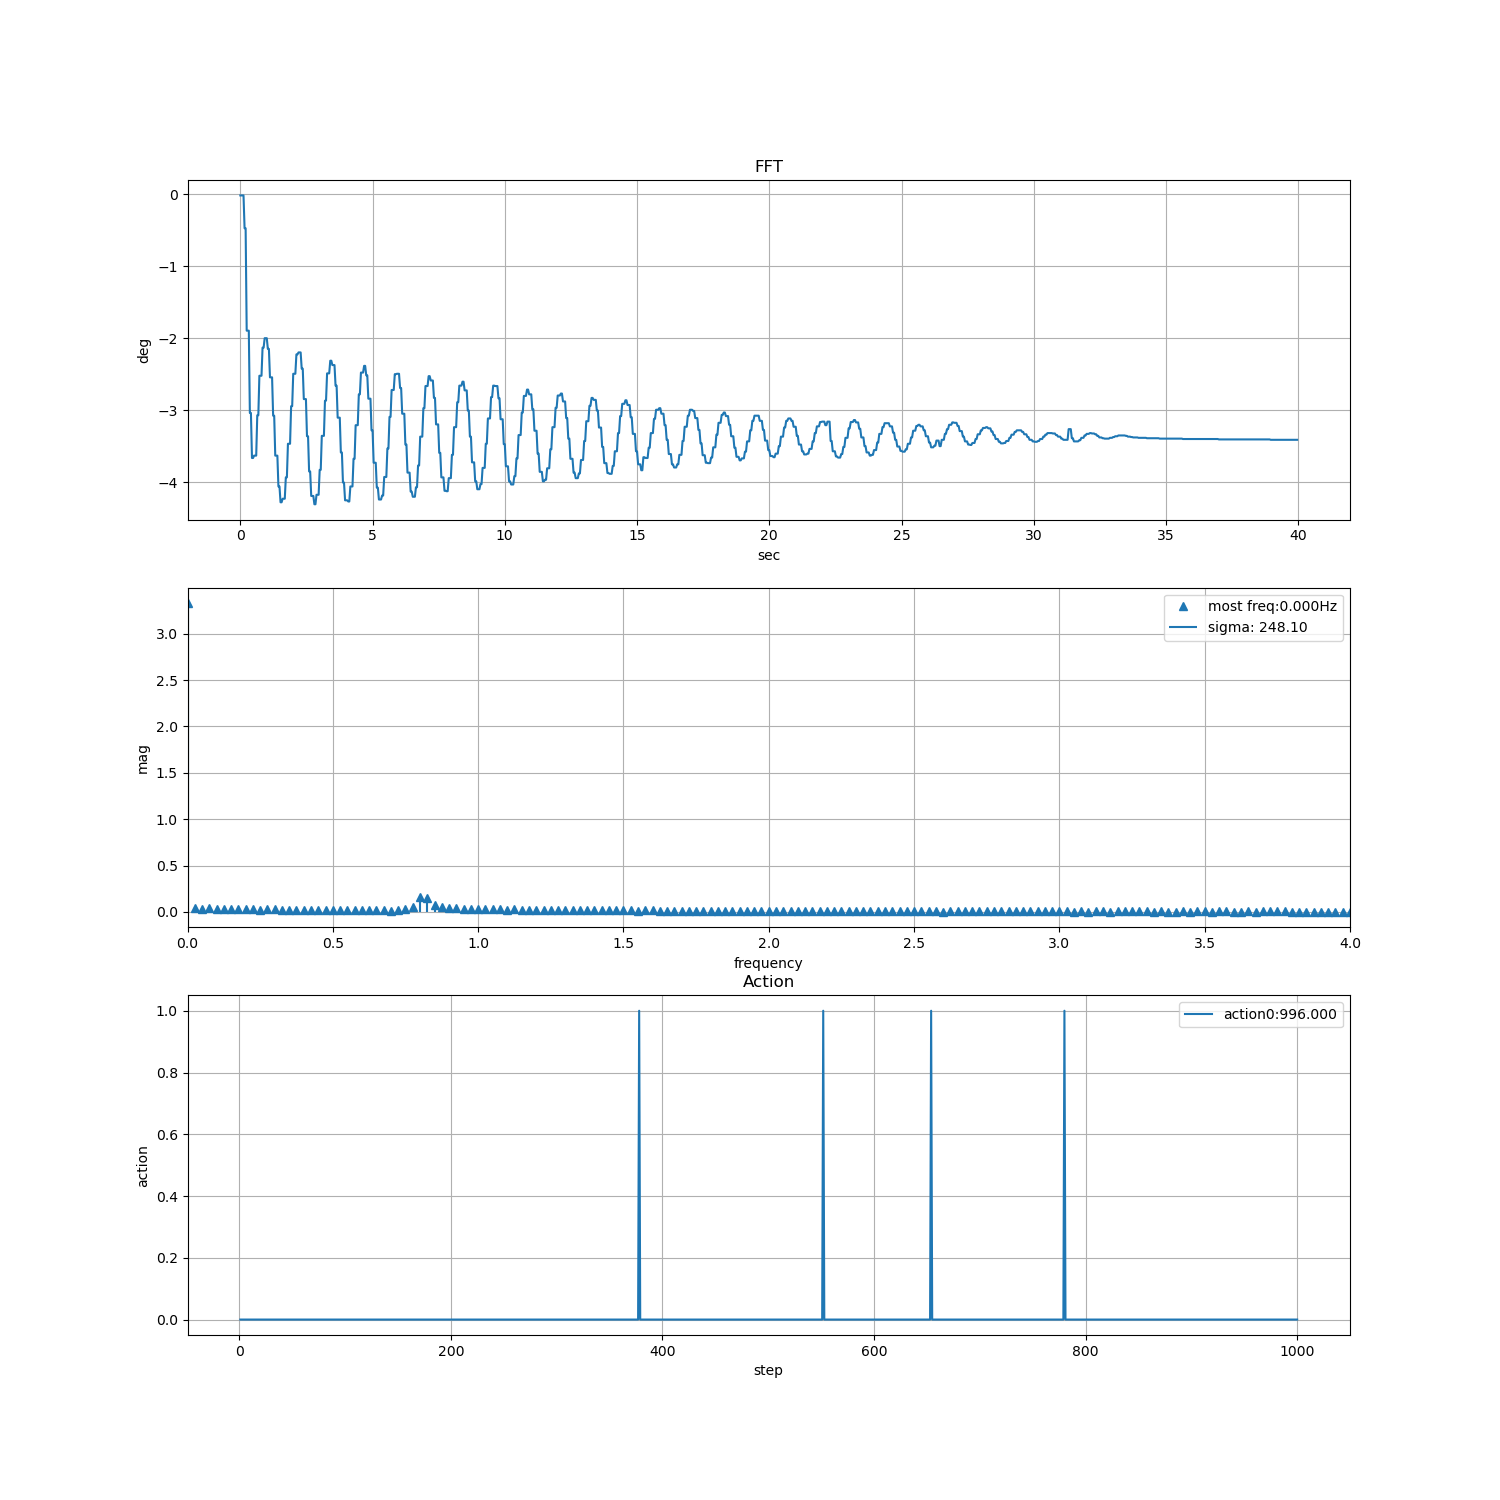 FFT
0
−1
−2
−3
−4
deg
0 5 10 15 20 25 30 35 40
sec
most freq:0.000Hz
sigma: 248.10
3.0
2.5
2.0
1.5
1.0
0.5
0.0
mag
0.0 0.5 1.0 1.5 2.0 2.5 3.0 3.5 4.0
frequency
Action
action0:996.000
1.0
0.8
0.6
0.4
0.2
0.0
action
0 200 400 600 800 1000
step